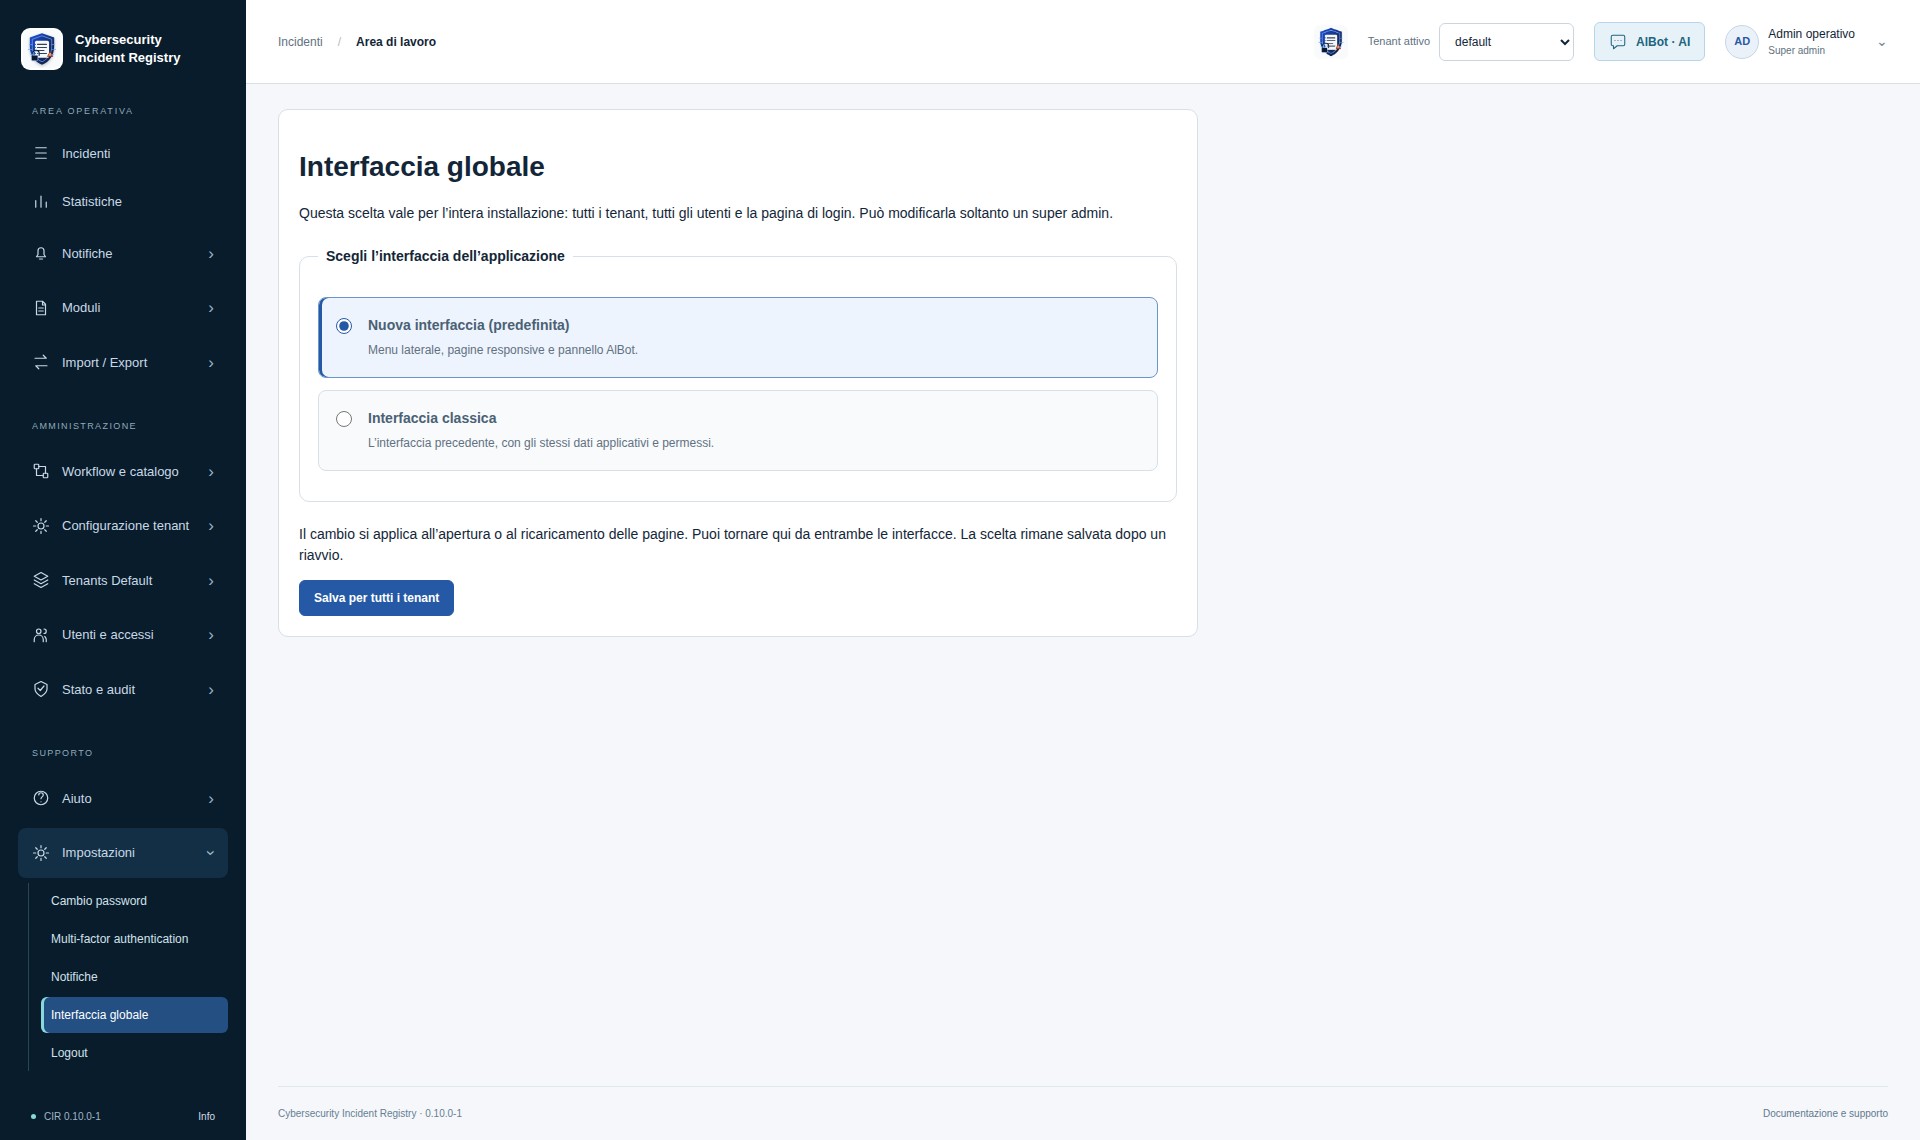 Cybersecurity
Incident Registry
AREA OPERATIVA
Incidenti
Statistiche
Notifiche
Moduli
Import / Export
AMMINISTRAZIONE
Workflow e catalogo
Configurazione tenant
Tenants Default
Utenti e accessi
Stato e audit
SUPPORTO
Aiuto
Impostazioni
Cambio password
Multi-factor authentication
Notifiche
Interfaccia globale
Logout
CIR 0.10.0-1 Info
Incidenti / Area di lavoro
Tenant attivo default
AIBot · AI
AD
Admin operativo
Super admin
Interfaccia globale
Questa scelta vale per l’intera installazione: tutti i tenant, tutti gli utenti e la pagina di login. Può modificarla soltanto un super admin.
Scegli l’interfaccia dell’applicazione
Nuova interfaccia (predefinita)
Menu laterale, pagine responsive e pannello AIBot.
Interfaccia classica
L’interfaccia precedente, con gli stessi dati applicativi e permessi.
Il cambio si applica all’apertura o al ricaricamento delle pagine. Puoi tornare qui da entrambe le interfacce. La scelta rimane salvata dopo un
riavvio.
Salva per tutti i tenant
Cybersecurity Incident Registry · 0.10.0-1
Documentazione e supporto